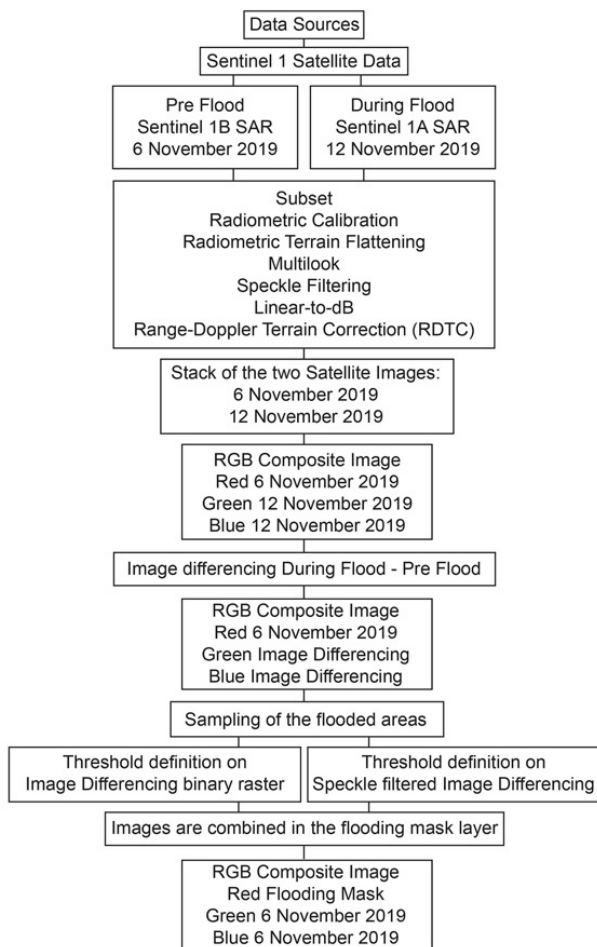 Data Sources
Sentinel 1 Satellite Data
Pre Flood
Sentinel 1B SAR
6 November 2019
During Flood
Sentinel 1A SAR
12 November 2019
Subset
Radiometric Calibration
Radiometric Terrain Flattening
Multilook
Speckle Filtering
Linear-to-dB
Range-Doppler Terrain Correction (RDTC)
Stack of the two Satellite Images:
6 November 2019
12 November 2019
RGB Composite Image
Red 6 November 2019
Green 12 November 2019
Blue 12 November 2019
Image differencing During Flood - Pre Flood
RGB Composite Image
Red 6 November 2019
Green Image Differencing
Blue Image Differencing
Sampling of the flooded areas
Threshold definition on
Image Differencing binary raster
Threshold definition on
Speckle filtered Image Differencing
Images are combined in the flooding mask layer
RGB Composite Image
Red Flooding Mask
Green 6 November 2019
Blue 6 November 2019